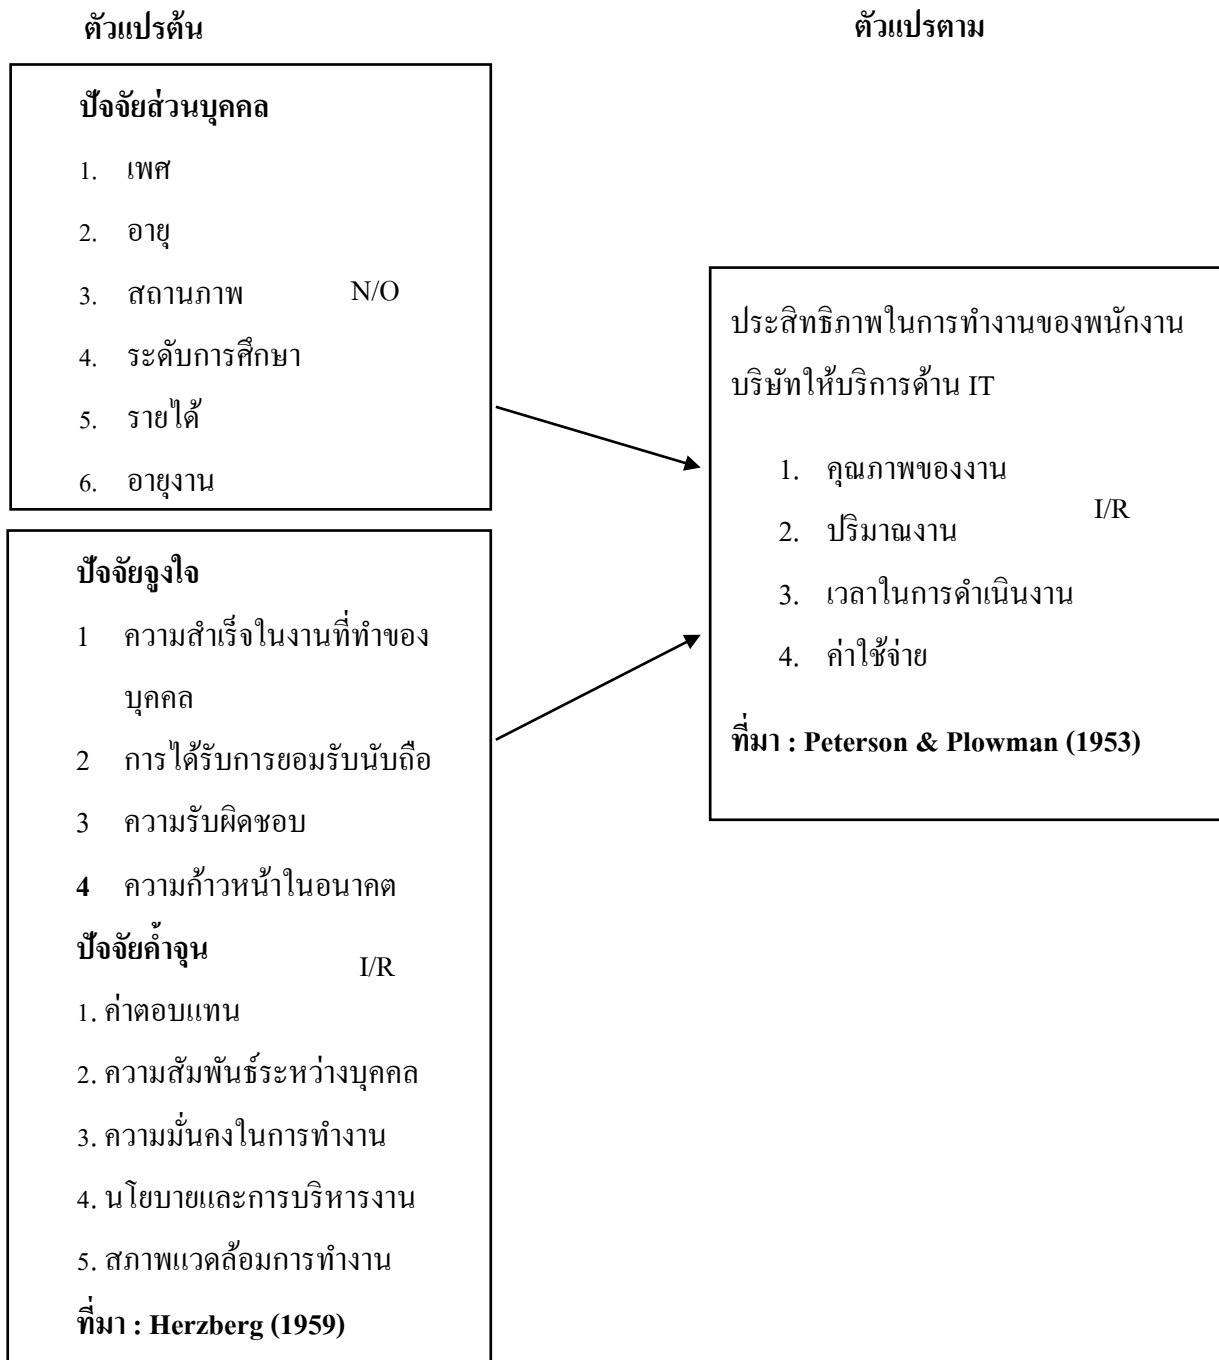 ตัวแปรต้น
ตัวแปรตาม
ปัจจัยส่วนบุคคล
1. เพศ
2. อายุ
3. สถานภาพ N/O
4. ระดับการศึกษา
5. รายได้
6. อายุงาน
ปัจจัยจูงใจ
1 ความสำเร็จในงานที่ทำของ
บุคคล
2 การได้รับการยอมรับนับถือ
3 ความรับผิดชอบ
4 ความก้าวหน้าในอนาคต
ปัจจัยค้ำจุน
I/R
1. ค่าตอบแทน
2. ความสัมพันธ์ระหว่างบุคคล
3. ความมั่นคงในการทำงาน
4. นโยบายและการบริหารงาน
5. สภาพแวดล้อมการทำงาน
ที่มา : Herzberg (1959)
ประสิทธิภาพในการทำงานของพนักงาน
บริษัทให้บริการด้าน IT
1. คุณภาพของงาน
I/R
2. ปริมาณงาน
3. เวลาในการดำเนินงาน
4. ค่าใช้จ่าย
ที่มา : Peterson & Plowman (1953)